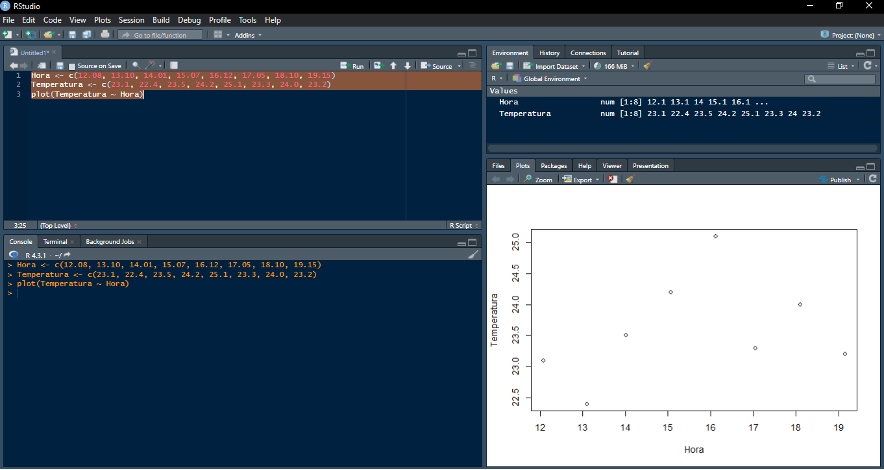 RStudio
File Edit Code View Plots Session Build Debug Profile Tools Help
Go to file/function Addins Project: (None)
Untitled1*
Source on Save Run Source
1 Hora <- c(12.08, 13.10, 14.01, 15.07, 16.12, 17.05, 18.10, 19.15)
2 Temperatura <- c(23.1, 22.4, 23.5, 24.2, 25.1, 23.3, 24.0, 23.2)
3 plot(Temperatura ~ Hora)
3:25 (Top Level) R Script
Console Terminal Background Jobs
R 4.3.1 · ~/
> Hora <- c(12.08, 13.10, 14.01, 15.07, 16.12, 17.05, 18.10, 19.15)
> Temperatura <- c(23.1, 22.4, 23.5, 24.2, 25.1, 23.3, 24.0, 23.2)
> plot(Temperatura ~ Hora)
>
Environment History Connections Tutorial
Import Dataset 166 MiB List
R Global Environment
Values
Hora num [1:8] 12.1 13.1 14 15.1 16.1 ...
Temperatura num [1:8] 23.1 22.4 23.5 24.2 25.1 23.3 24 23.2
Files Plots Packages Help Viewer Presentation
Zoom Export Publish
25.0
24.5
24.0
23.5
23.0
22.5
Temperatura
12 13 14 15 16 17 18 19
Hora